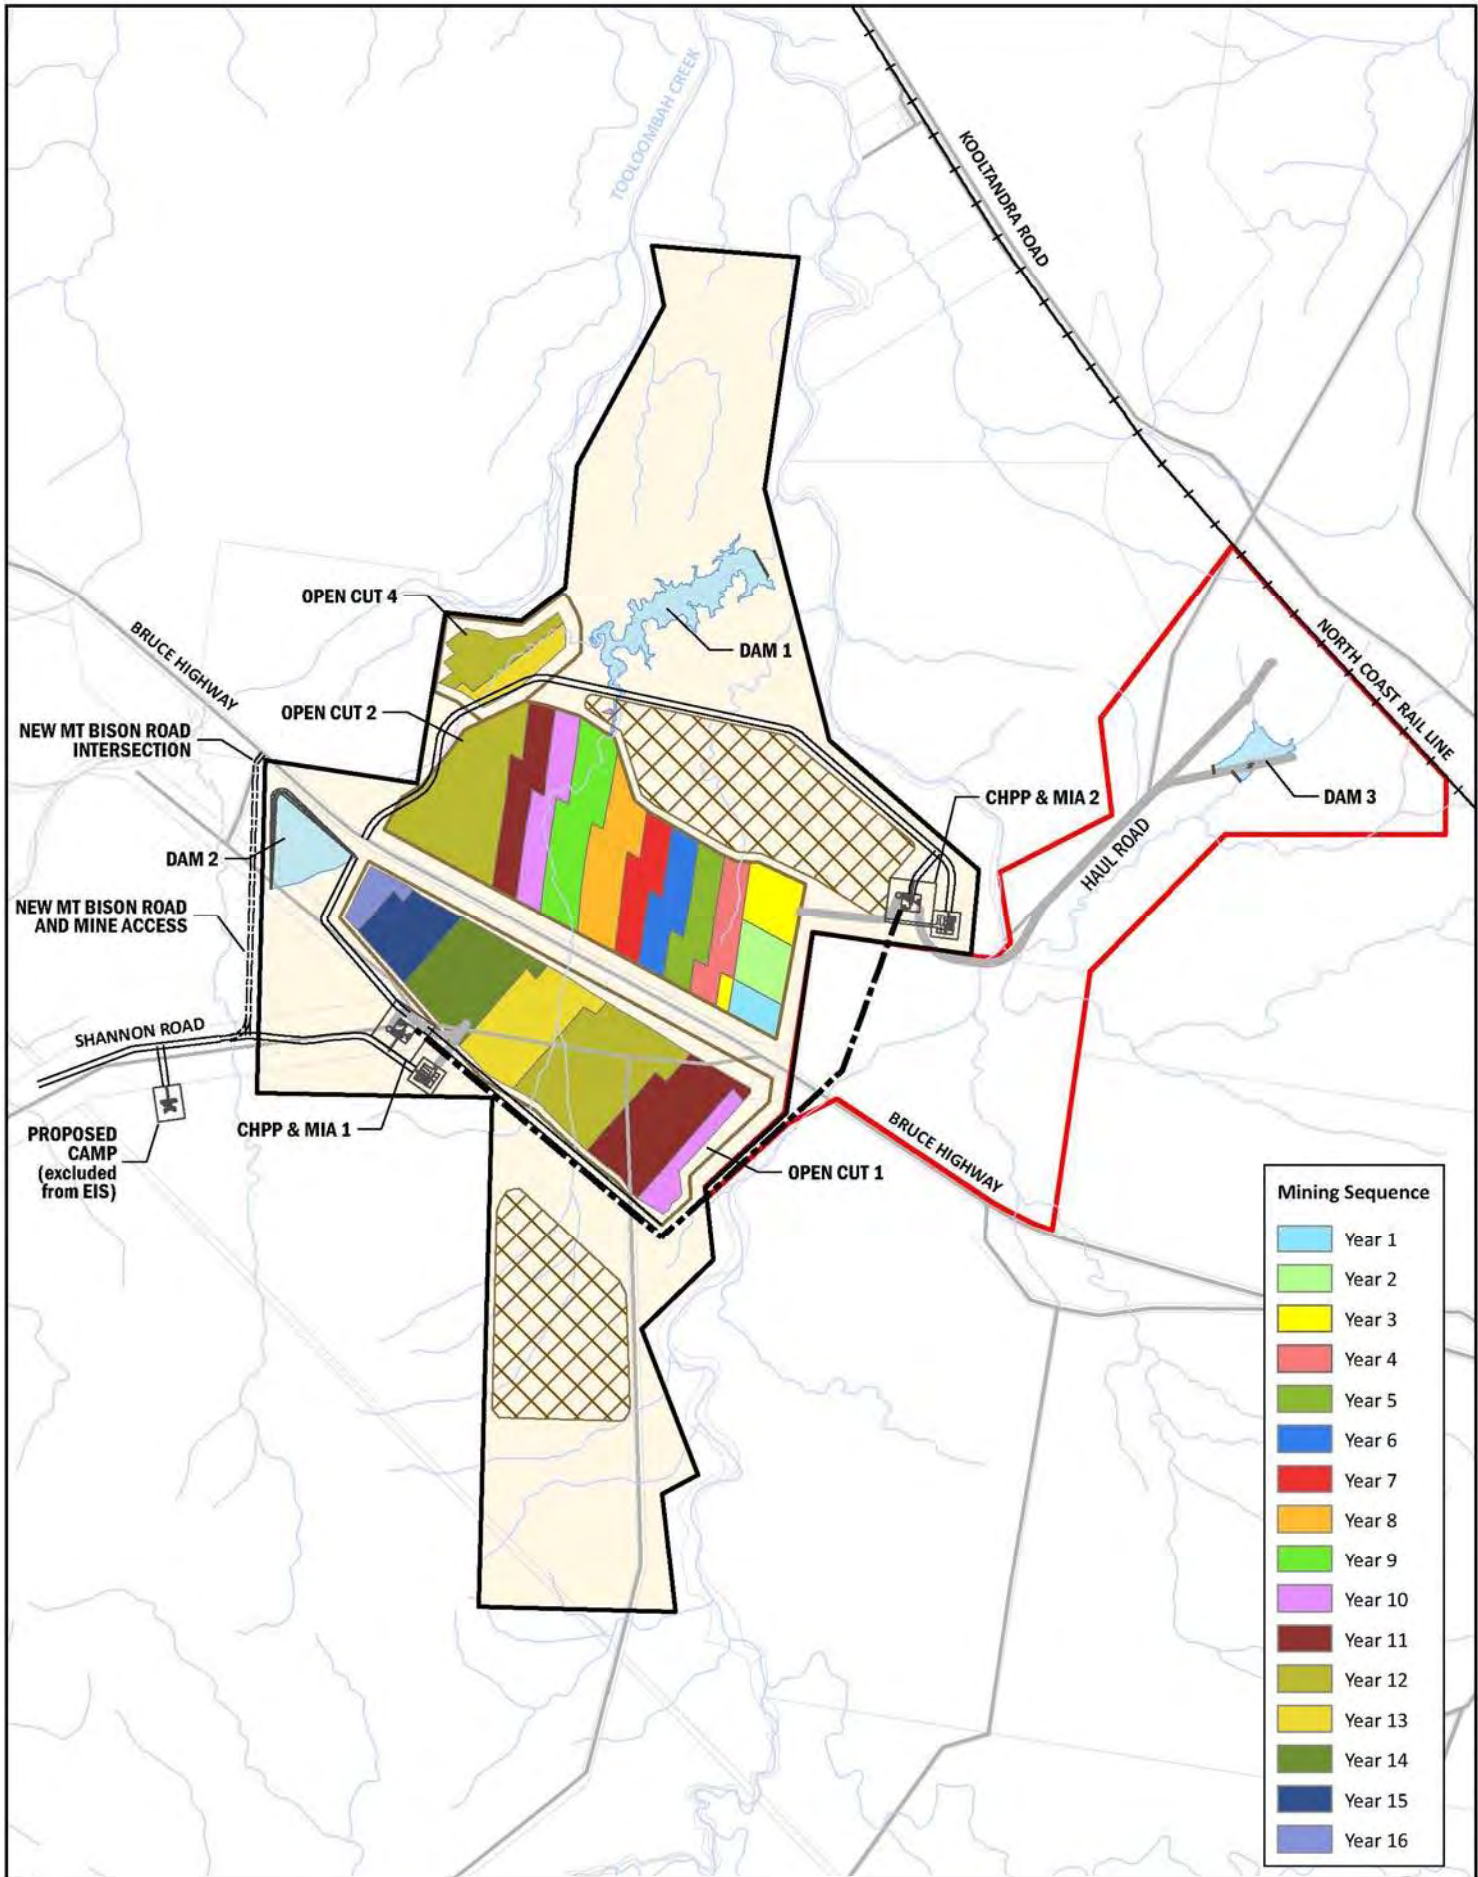 TOOLOOMBAH CREEK
KOOLTANDRA ROAD
OPEN CUT 4
DAM 1
BRUCE HIGHWAY
OPEN CUT 2
NORTH COAST RAIL LINE
NEW MT BISON ROAD
INTERSECTION
CHPP & MIA 2
DAM 3
DAM 2
HAUL ROAD
NEW MT BISON ROAD
AND MINE ACCESS
SHANNON ROAD
PROPOSED
CAMP
(excluded
from EIS)
CHPP & MIA 1
BRUCE HIGHWAY
OPEN CUT 1
Mining Sequence
Year 1
Year 2
Year 3
Year 4
Year 5
Year 6
Year 7
Year 8
Year 9
Year 10
Year 11
Year 12
Year 13
Year 14
Year 15
Year 16